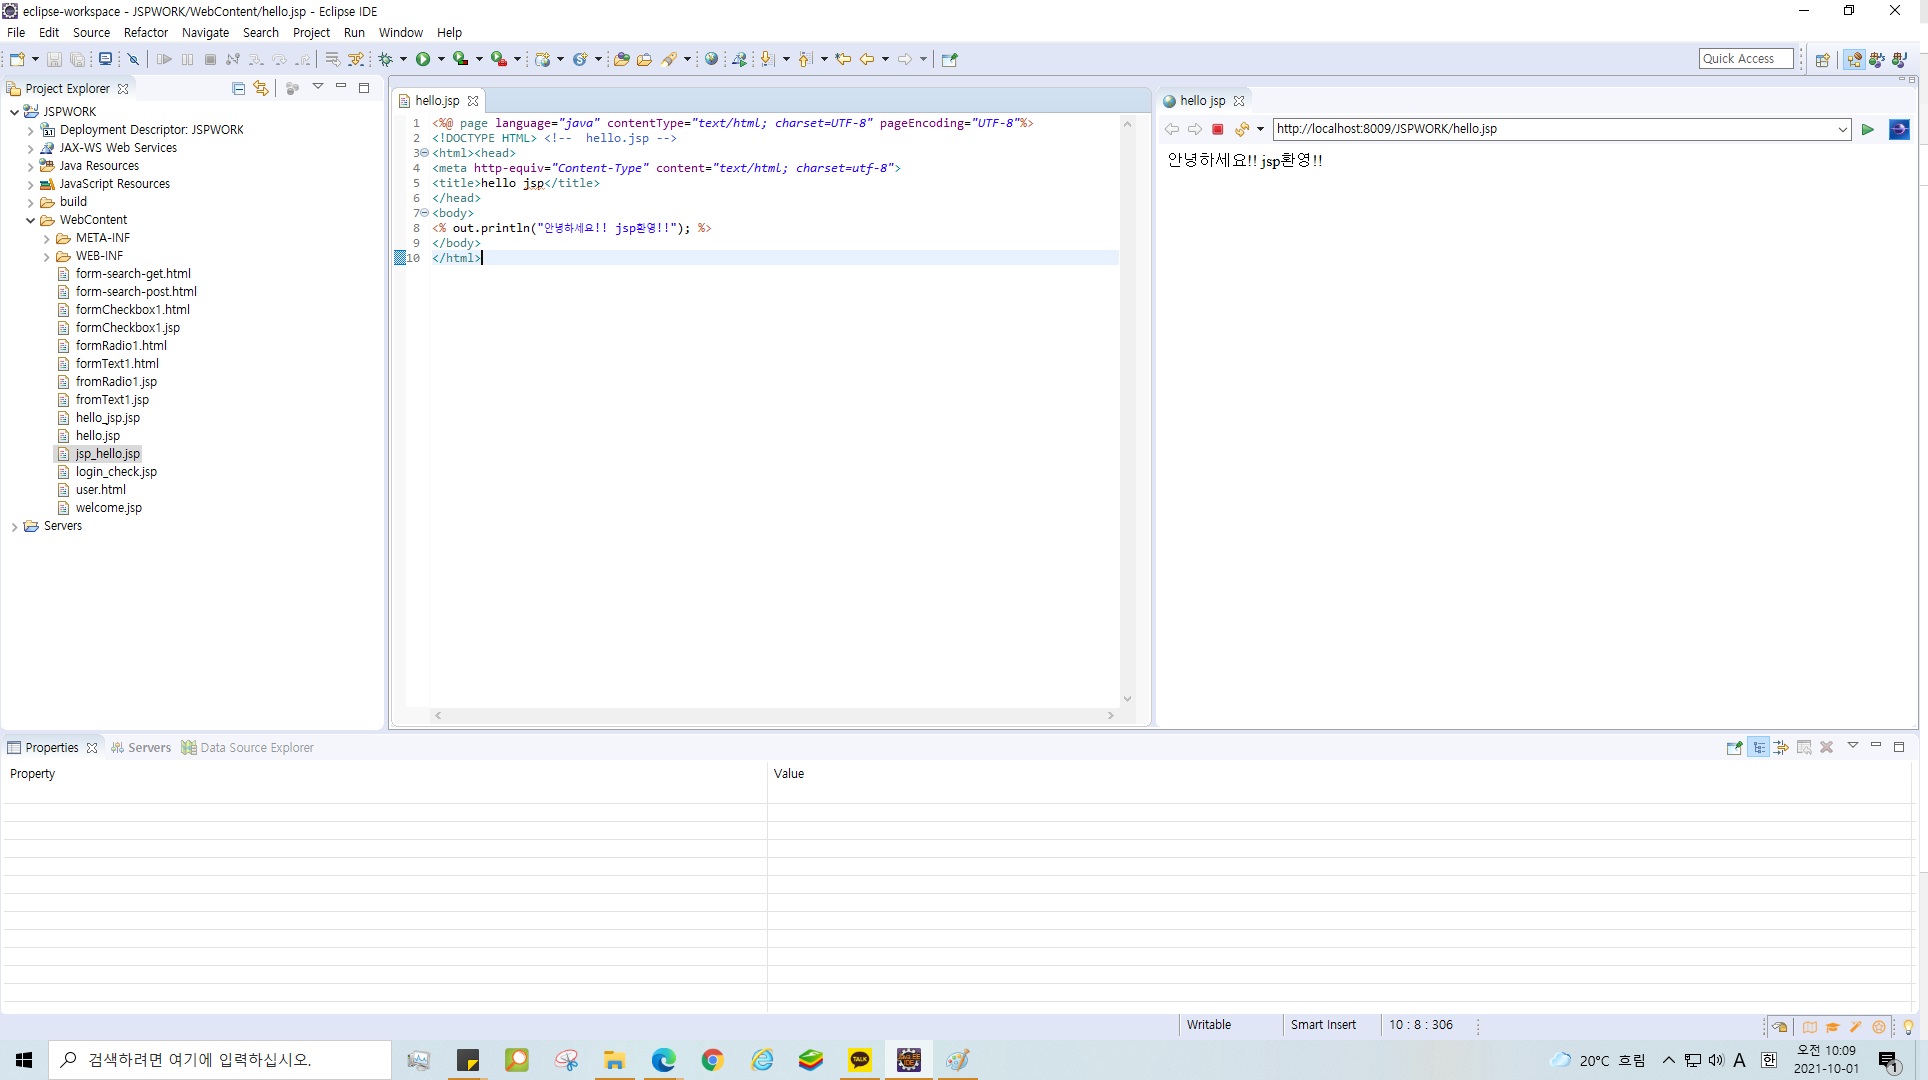 eclipse-workspace - JSPWORK/WebContent/hello.jsp - Eclipse IDE
File Edit Source Refactor Navigate Search Project Run Window Help
Quick Access
Project Explorer
JSPWORK
Deployment Descriptor: JSPWORK
JAX-WS Web Services
Java Resources
JavaScript Resources
build
WebContent
META-INF
WEB-INF
form-search-get.html
form-search-post.html
formCheckbox1.html
formCheckbox1.jsp
formRadio1.html
formText1.html
fromRadio1.jsp
fromText1.jsp
hello_jsp.jsp
hello.jsp
jsp_hello.jsp
login_check.jsp
user.html
welcome.jsp
Servers
hello.jsp
1 <%@ page language="java" contentType="text/html; charset=UTF-8" pageEncoding="UTF-8"%>
2 <!DOCTYPE HTML> <!--  hello.jsp -->
3 <html><head>
4 <meta http-equiv="Content-Type" content="text/html; charset=utf-8">
5 <title>hello jsp</title>
6 </head>
7 <body>
8 <% out.println("안녕하세요!! jsp환영!!"); %>
9 </body>
10 </html>
hello jsp
http://localhost:8009/JSPWORK/hello.jsp
안녕하세요!! jsp환영!!
Properties Servers Data Source Explorer
Property Value
Writable Smart Insert 10 : 8 : 306
검색하려면 여기에 입력하십시오.
TALK
20°C 흐림
A 한
오전 10:09
2021-10-01
1